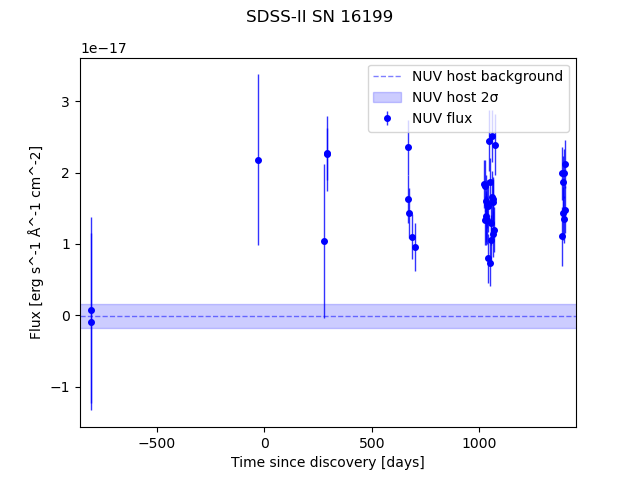 SDSS-II SN 16199
1e−17
NUV host background
NUV host 2σ
NUV flux
3
2
1
0
−1
Flux [erg s^-1 Å^-1 cm^-2]
−500
0
500
1000
Time since discovery [days]